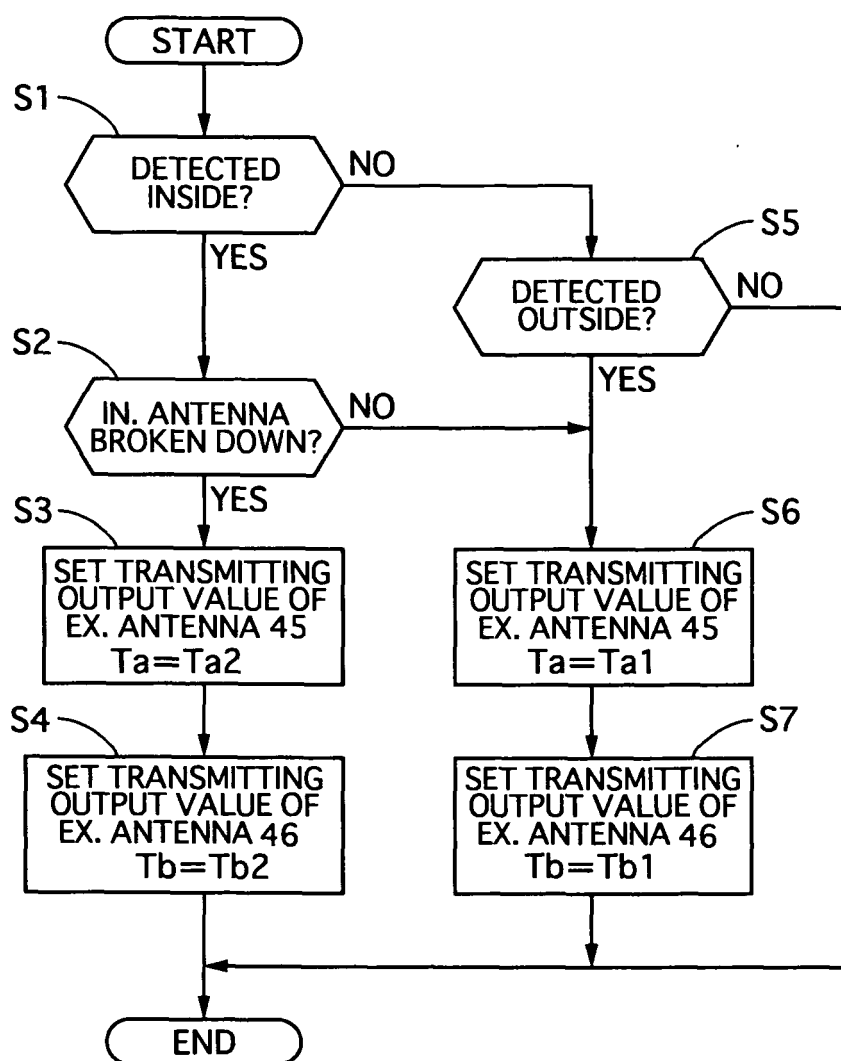 START
S1
DETECTED
INSIDE?
NO
YES
S5
DETECTED
OUTSIDE?
NO
YES
S2
IN. ANTENNA
BROKEN DOWN?
NO
YES
S3
SET TRANSMITTING
OUTPUT VALUE OF
EX. ANTENNA 45
Ta=Ta2
S6
SET TRANSMITTING
OUTPUT VALUE OF
EX. ANTENNA 45
Ta=Ta1
S4
SET TRANSMITTING
OUTPUT VALUE OF
EX. ANTENNA 46
Tb=Tb2
S7
SET TRANSMITTING
OUTPUT VALUE OF
EX. ANTENNA 46
Tb=Tb1
END